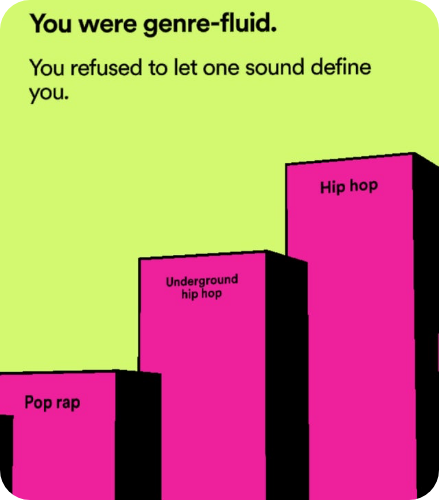 You were genre-fluid.
You refused to let one sound define
you.
Hip hop
Underground
hip hop
Pop rap